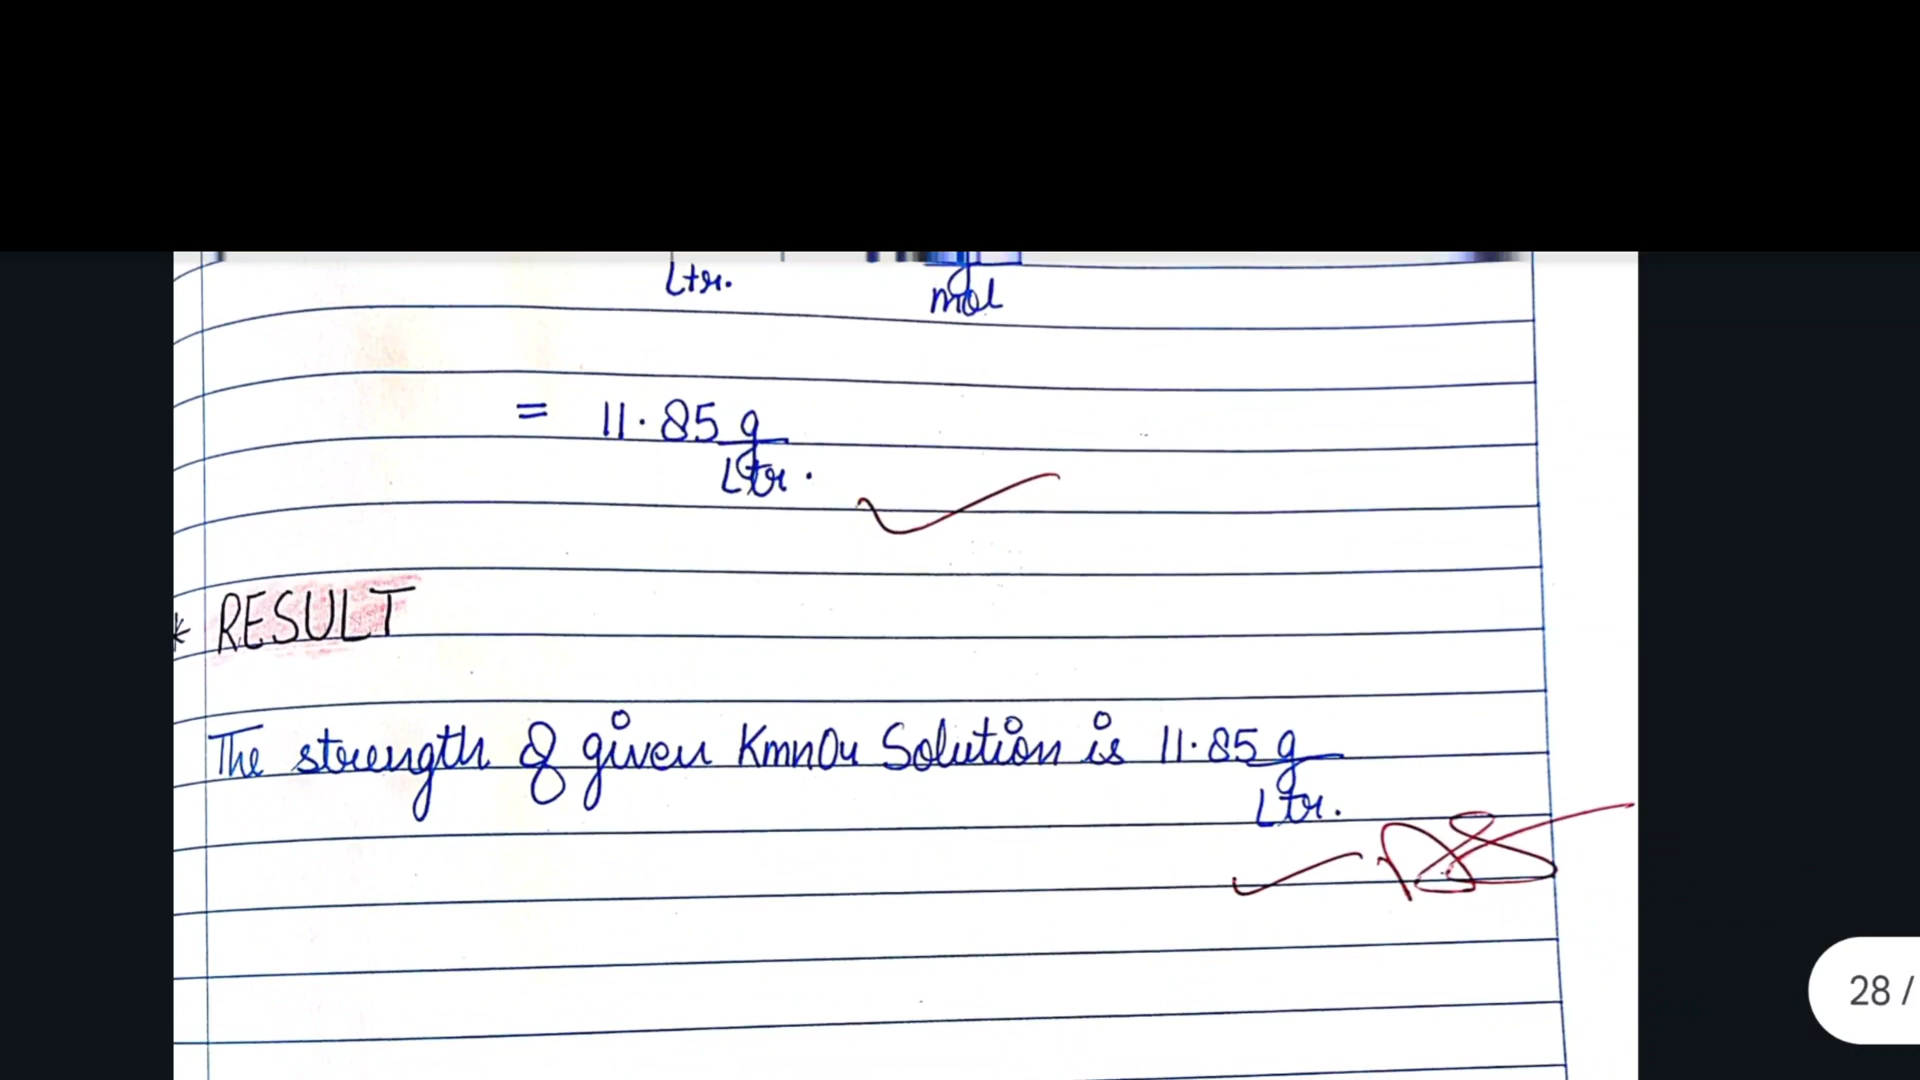 Ltr. mol
= 11.85 g
Ltr.
* RESULT
The strength of given KmnO4 Solution is 11.85 g
Ltr.
28 /